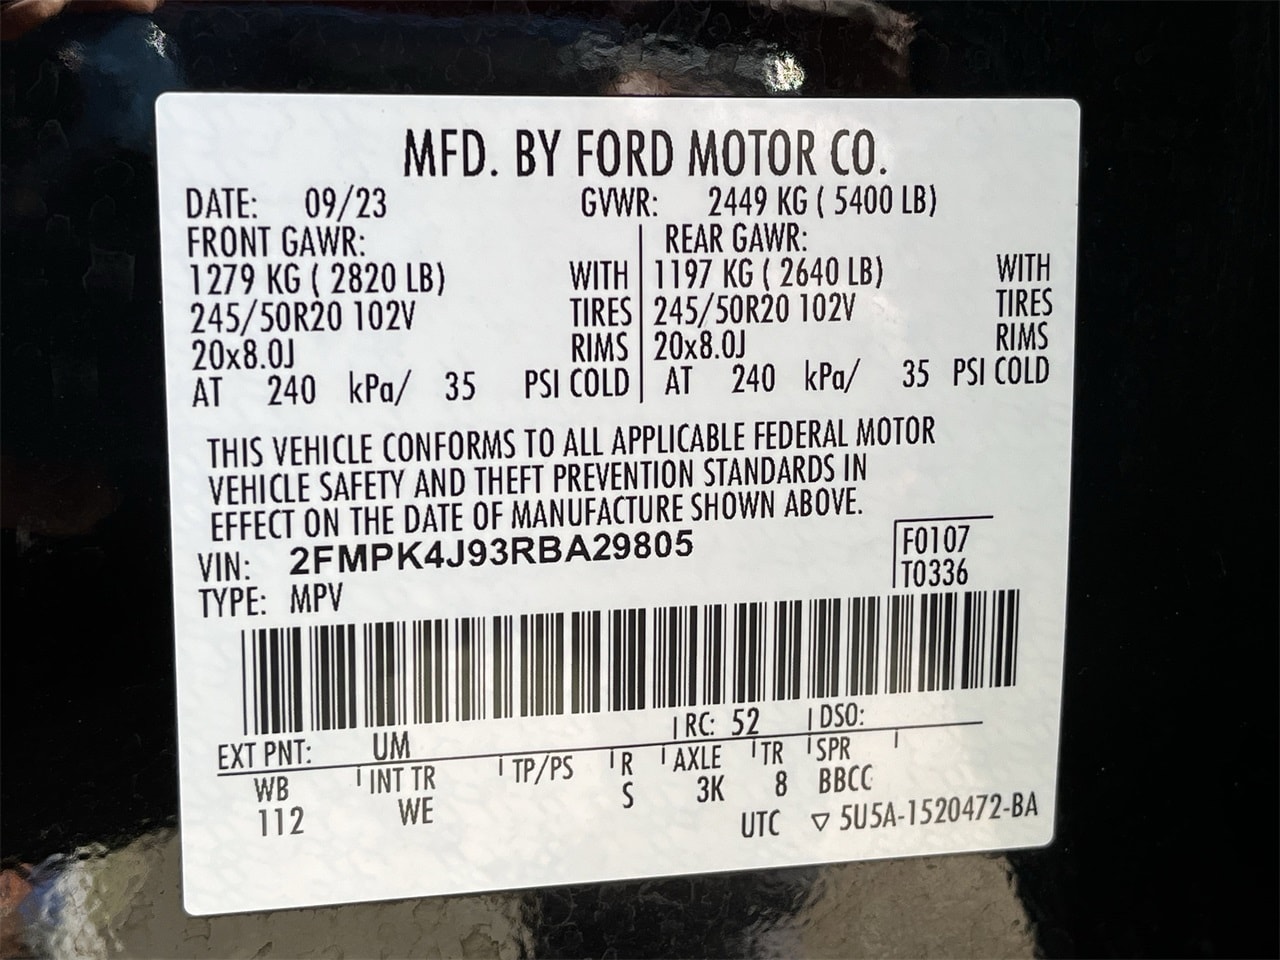 MFD. BY FORD MOTOR CO.
DATE: 09/23 GVWR: 2449 KG ( 5400 LB)
FRONT GAWR: REAR GAWR:
1279 KG ( 2820 LB) WITH 1197 KG ( 2640 LB) WITH
245/50R20 102V TIRES 245/50R20 102V TIRES
20x8.0J RIMS 20x8.0J RIMS
AT 240 kPa/ 35 PSI COLD AT 240 kPa/ 35 PSI COLD
THIS VEHICLE CONFORMS TO ALL APPLICABLE FEDERAL MOTOR
VEHICLE SAFETY AND THEFT PREVENTION STANDARDS IN
EFFECT ON THE DATE OF MANUFACTURE SHOWN ABOVE.
VIN: 2FMPK4J93RBA29805 F0107
TYPE: MPV T0336
EXT PNT: UM RC: 52 DSO:
WB INT TR TP/PS R AXLE TR SPR
112 WE S 3K 8 BBCC
UTC ▽ 5U5A-1520472-BA